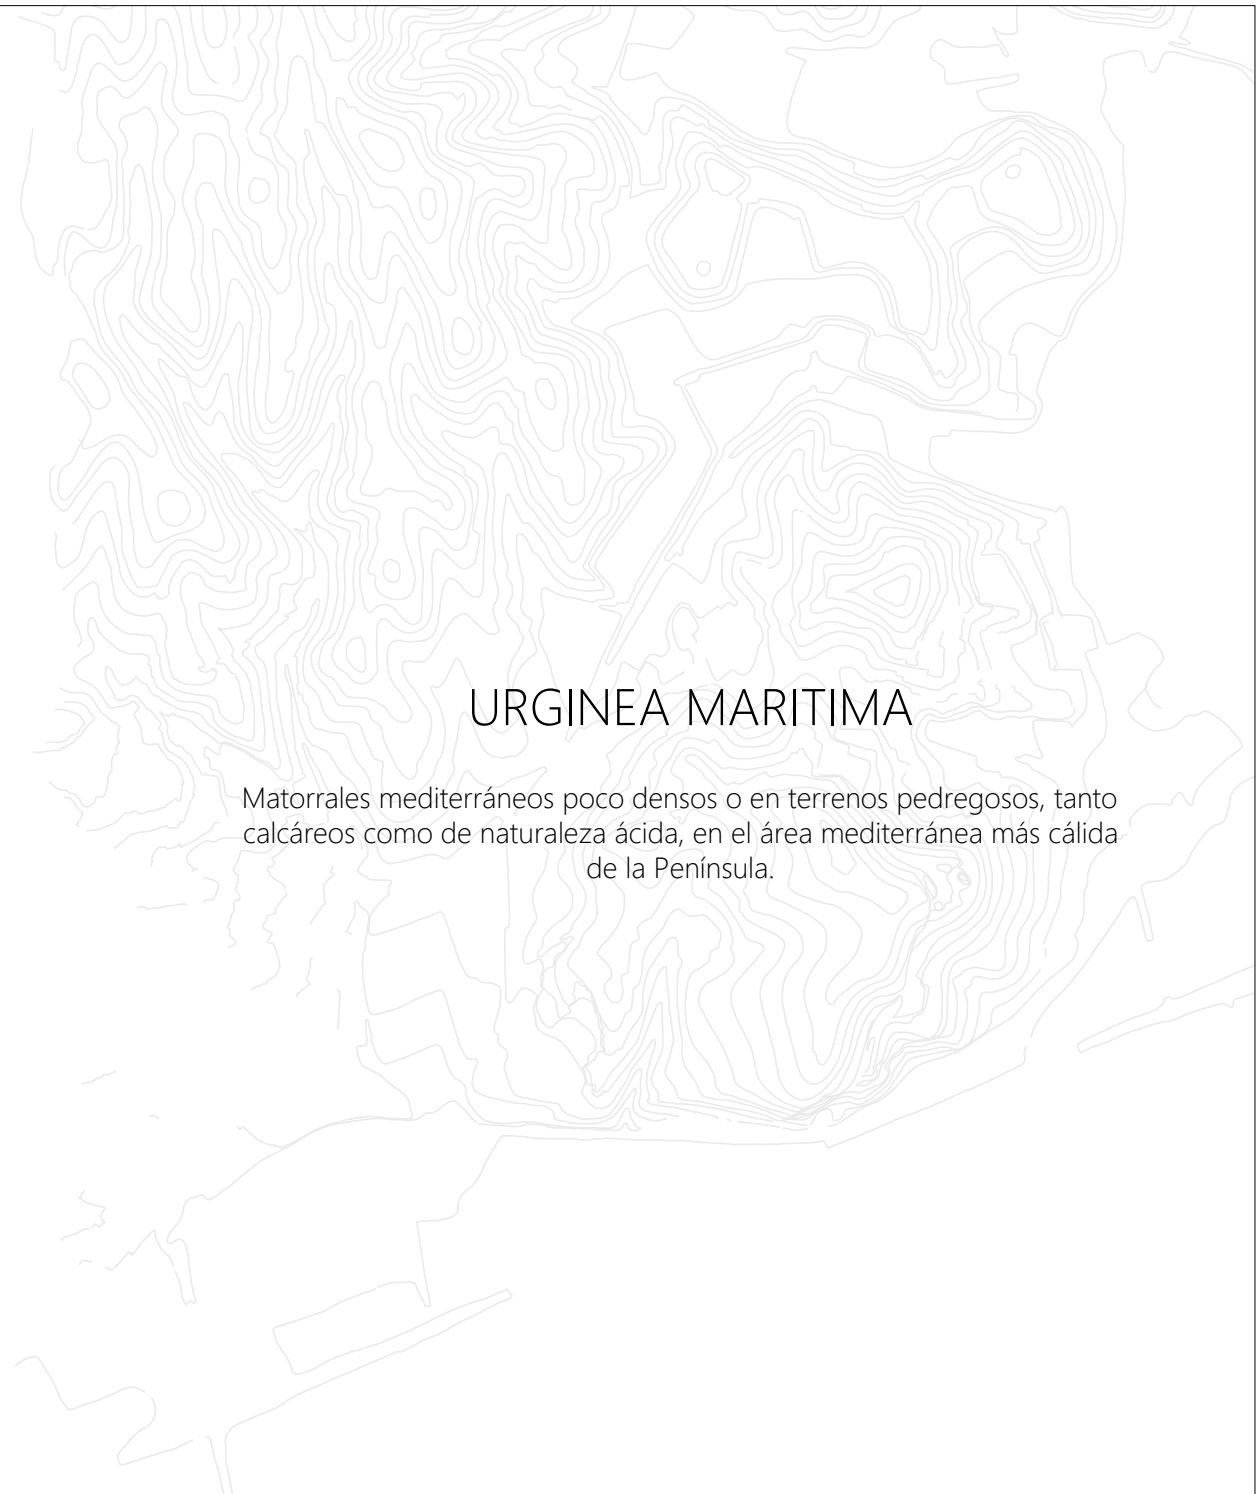 URGINEA MARITIMA
Matorrales mediterráneos poco densos o en terrenos pedregosos, tanto
calcáreos como de naturaleza ácida, en el área mediterránea más cálida
de la Península.